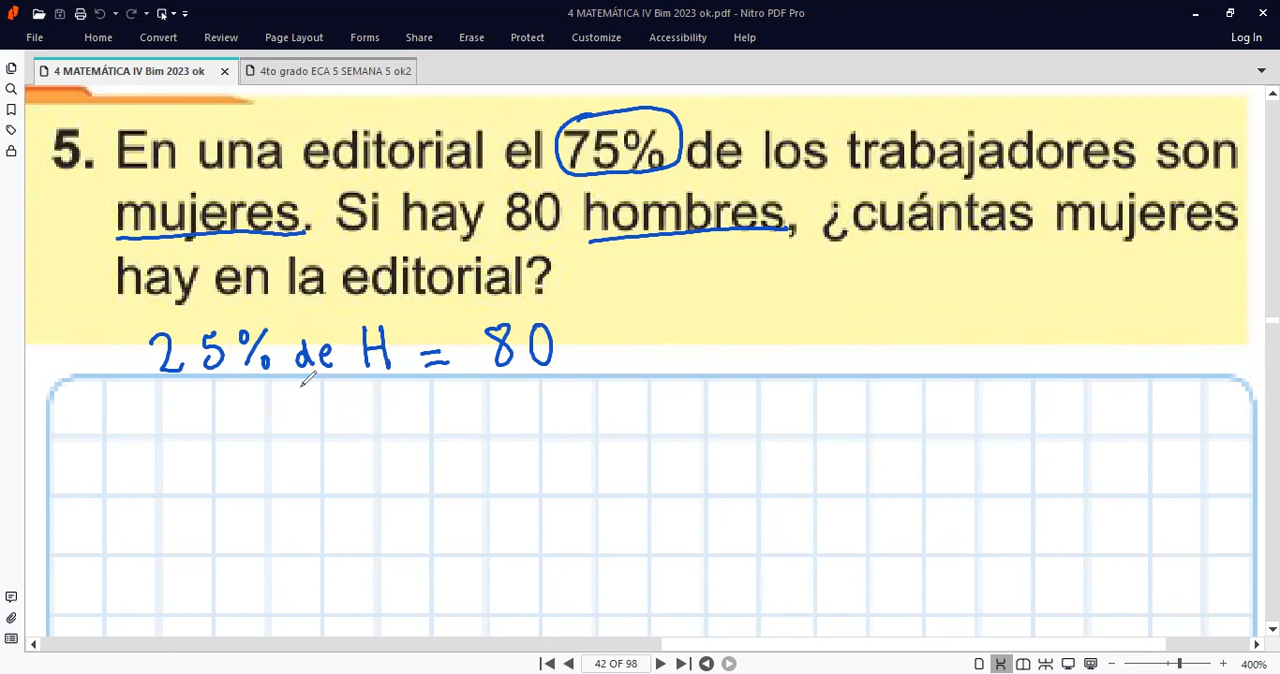 4 MATEMÁTICA IV Bim 2023 ok.pdf - Nitro PDF Pro
File Home Convert Review Page Layout Forms Share Erase Protect Customize Accessibility Help Log In
4 MATEMÁTICA IV Bim 2023 ok × 4to grado ECA 5 SEMANA 5 ok2
5. En una editorial el 75% de los trabajadores son
mujeres. Si hay 80 hombres, ¿cuántas mujeres
hay en la editorial?
25% de H = 80
42 OF 98 400%